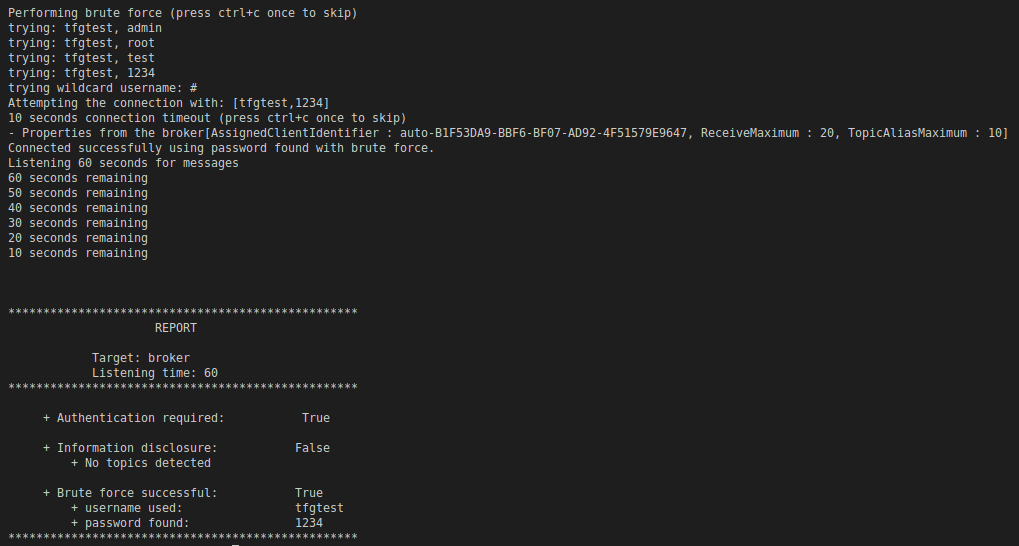 Performing brute force (press ctrl+c once to skip)
trying: tfgtest, admin
trying: tfgtest, root
trying: tfgtest, test
trying: tfgtest, 1234
trying wildcard username: #
Attempting the connection with: [tfgtest,1234]
10 seconds connection timeout (press ctrl+c once to skip)
- Properties from the broker[AssignedClientIdentifier : auto-B1F53DA9-BBF6-BF07-AD92-4F51579E9647, ReceiveMaximum : 20, TopicAliasMaximum : 10]
Connected successfully using password found with brute force.
Listening 60 seconds for messages
60 seconds remaining
50 seconds remaining
40 seconds remaining
30 seconds remaining
20 seconds remaining
10 seconds remaining
**************************************************
REPORT
Target: broker
Listening time: 60
**************************************************
+ Authentication required: True
+ Information disclosure: False
+ No topics detected
+ Brute force successful: True
+ username used: tfgtest
+ password found: 1234
**************************************************